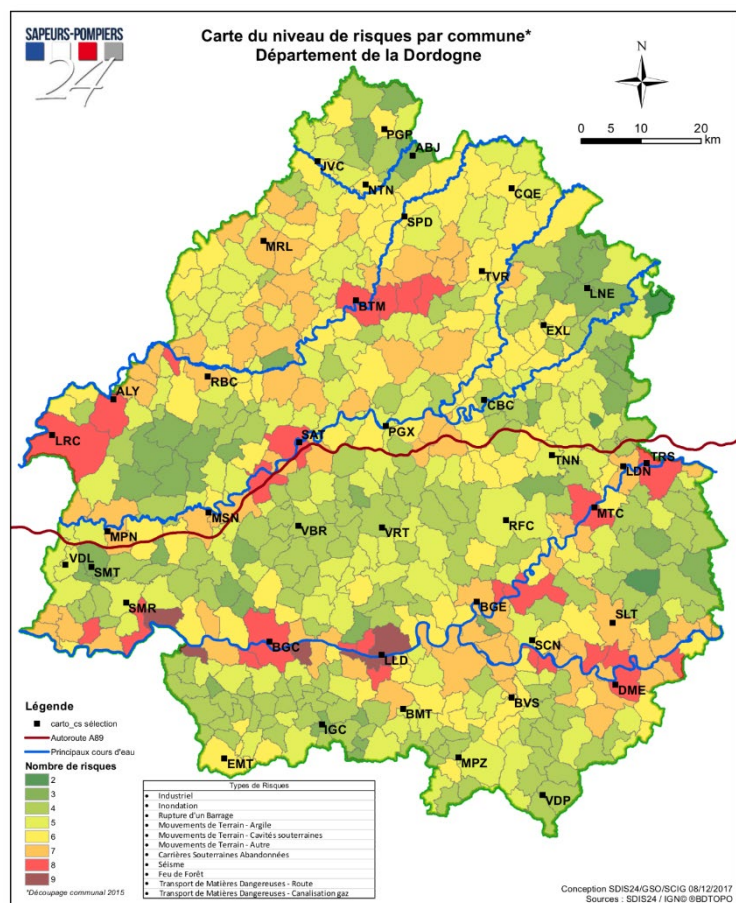 SAPEURS-POMPIERS
24
Carte du niveau de risques par commune*
Département de la Dordogne
N
0 10 20
km
PGP
ABJ
JVC
NTN
CQE
SPD
MRL
TVR
LNE
BTM
EXL
RBC
ALY
CBC
LRC
SAT
PGX
TNN
TRS
LDN
MTC
MSN
MPN
VBR
VRT
RFC
VDL
SMT
SMR
BGE
SLT
BGC
LLD
SCN
DME
BMT
BVS
IGC
EMT
MPZ
VDP
Légende
carto_cs sélection
Autoroute A89
Principaux cours d'eau
Nombre de risques
2
3
4
5
6
7
8
9
*Découpage communal 2015
Types de Risques
• Industriel
• Inondation
• Rupture d'un Barrage
• Mouvements de Terrain - Argile
• Mouvements de Terrain - Cavités souterraines
• Mouvements de Terrain - Autre
• Carrières Souterraines Abandonnées
• Séisme
• Feu de Forêt
• Transport de Matières Dangereuses - Route
• Transport de Matières Dangereuses - Canalisation gaz
Conception SDIS24/GSO/SCIG 08/12/2017
Sources : SDIS24 / IGN© ®BDTOPO